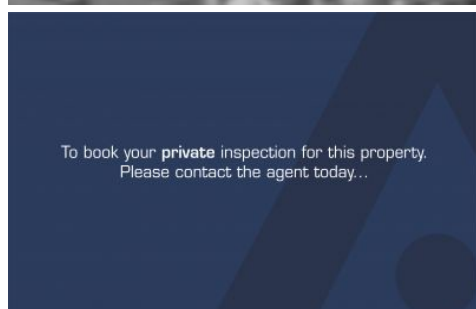 To book your private inspection for this property.
Please contact the agent today...